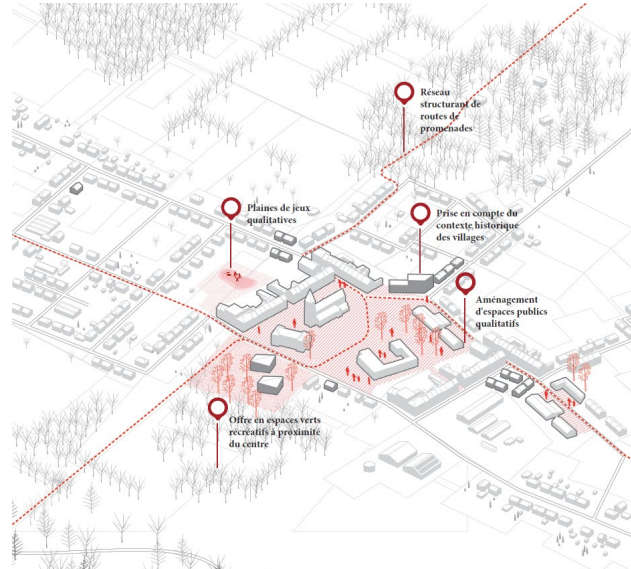 Réseau
structurant de
routes de
promenades
Plaines de jeux
qualitatives
Prise en compte du
contexte historique
des villages
Aménagement
d'espaces publics
qualitatifs
Offre en espaces verts
récréatifs à proximité
du centre